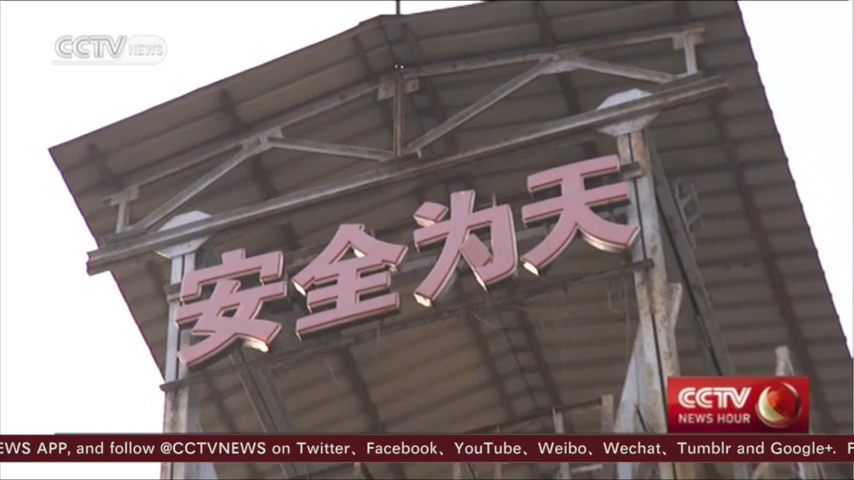 CCTV NEWS
安全为天
CCTV
NEWS HOUR
EWS APP, and follow @CCTVNEWS on Twitter、Facebook、YouTube、Weibo、Wechat、Tumblr and Google+. F